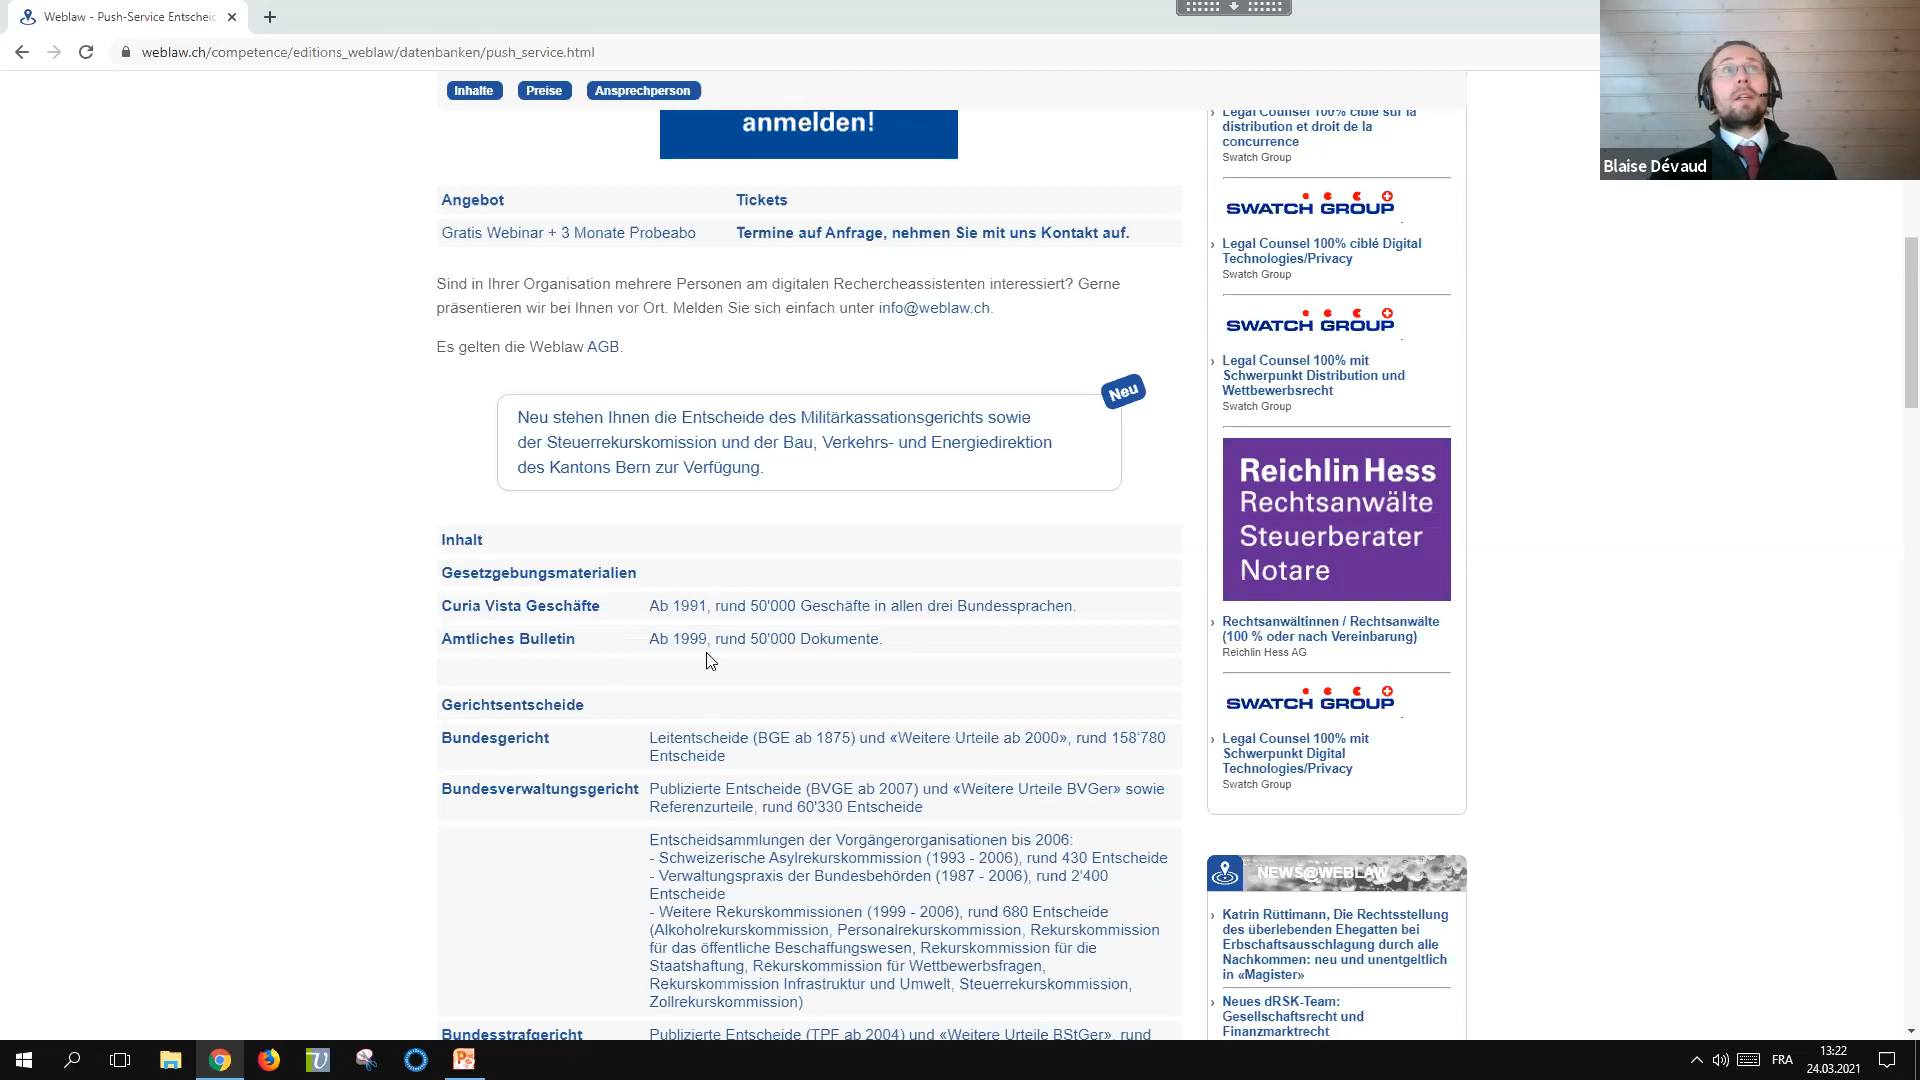 Weblaw - Push-Service Entscheid
weblaw.ch/competence/editions_weblaw/datenbanken/push_service.html
Inhalte
Preise
Ansprechperson
anmelden!
Angebot
Tickets
Gratis Webinar + 3 Monate Probeabo
Termine auf Anfrage, nehmen Sie mit uns Kontakt auf.
Sind in Ihrer Organisation mehrere Personen am digitalen Rechercheassistenten interessiert? Gerne
präsentieren wir bei Ihnen vor Ort. Melden Sie sich einfach unter info@weblaw.ch.
Es gelten die Weblaw AGB.
Neu
Neu stehen Ihnen die Entscheide des Militärkassationsgerichts sowie
der Steuerrekurskomission und der Bau, Verkehrs- und Energiedirektion
des Kantons Bern zur Verfügung.
Inhalt
Gesetzgebungsmaterialien
Curia Vista Geschäfte
Ab 1991, rund 50'000 Geschäfte in allen drei Bundessprachen.
Amtliches Bulletin
Ab 1999, rund 50'000 Dokumente.
Gerichtsentscheide
Bundesgericht
Leitentscheide (BGE ab 1875) und «Weitere Urteile ab 2000», rund 158'780
Entscheide
Bundesverwaltungsgericht
Publizierte Entscheide (BVGE ab 2007) und «Weitere Urteile BVGer» sowie
Referenzurteile, rund 60'330 Entscheide
Entscheidsammlungen der Vorgängerorganisationen bis 2006:
- Schweizerische Asylrekurskommission (1993 - 2006), rund 430 Entscheide
- Verwaltungspraxis der Bundesbehörden (1987 - 2006), rund 2'400
Entscheide
- Weitere Rekurskommissionen (1999 - 2006), rund 680 Entscheide
(Alkoholrekurskommission, Personalrekurskommission, Rekurskommission
für das öffentliche Beschaffungswesen, Rekurskommission für die
Staatshaftung, Rekurskommission für Wettbewerbsfragen,
Rekurskommission Infrastruktur und Umwelt, Steuerrekurskommission,
Zollrekurskommission)
Bundesstrafgericht
Publizierte Entscheide (TPF ab 2004) und «Weitere Urteile BStGer», rund
Legal Counsel 100% ciblé sur la
distribution et droit de la
concurrence
Swatch Group
SWATCH GROUP
Legal Counsel 100% ciblé Digital
Technologies/Privacy
Swatch Group
SWATCH GROUP
Legal Counsel 100% mit
Schwerpunkt Distribution und
Wettbewerbsrecht
Swatch Group
Reichlin Hess
Rechtsanwälte
Steuerberater
Notare
Rechtsanwältinnen / Rechtsanwälte
(100 % oder nach Vereinbarung)
Reichlin Hess AG
SWATCH GROUP
Legal Counsel 100% mit
Schwerpunkt Digital
Technologies/Privacy
Swatch Group
NEWS@WEBLAW
Katrin Rüttimann, Die Rechtsstellung
des überlebenden Ehegatten bei
Erbschaftsausschlagung durch alle
Nachkommen: neu und unentgeltlich
in «Magister»
Neues dRSK-Team:
Gesellschaftsrecht und
Finanzmarktrecht
Blaise Dévaud
FRA
13:22
24.03.2021